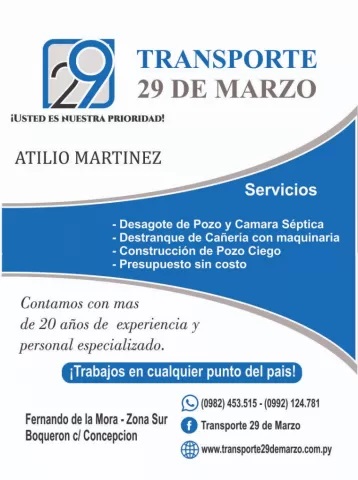 29
TRANSPORTE
29 DE MARZO
¡USTED ES NUESTRA PRIORIDAD!
ATILIO MARTINEZ
Servicios
- Desagote de Pozo y Camara Séptica
- Destranque de Cañería con maquinaria
- Construcción de Pozo Ciego
- Presupuesto sin costo
Contamos con mas
de 20 años de experiencia y
personal especializado.
¡Trabajos en cualquier punto del pais!
Fernando de la Mora - Zona Sur
Boqueron c/ Concepcion
(0982) 453.515 - (0992) 124.781
Transporte 29 de Marzo
www.transporte29demarzo.com.py